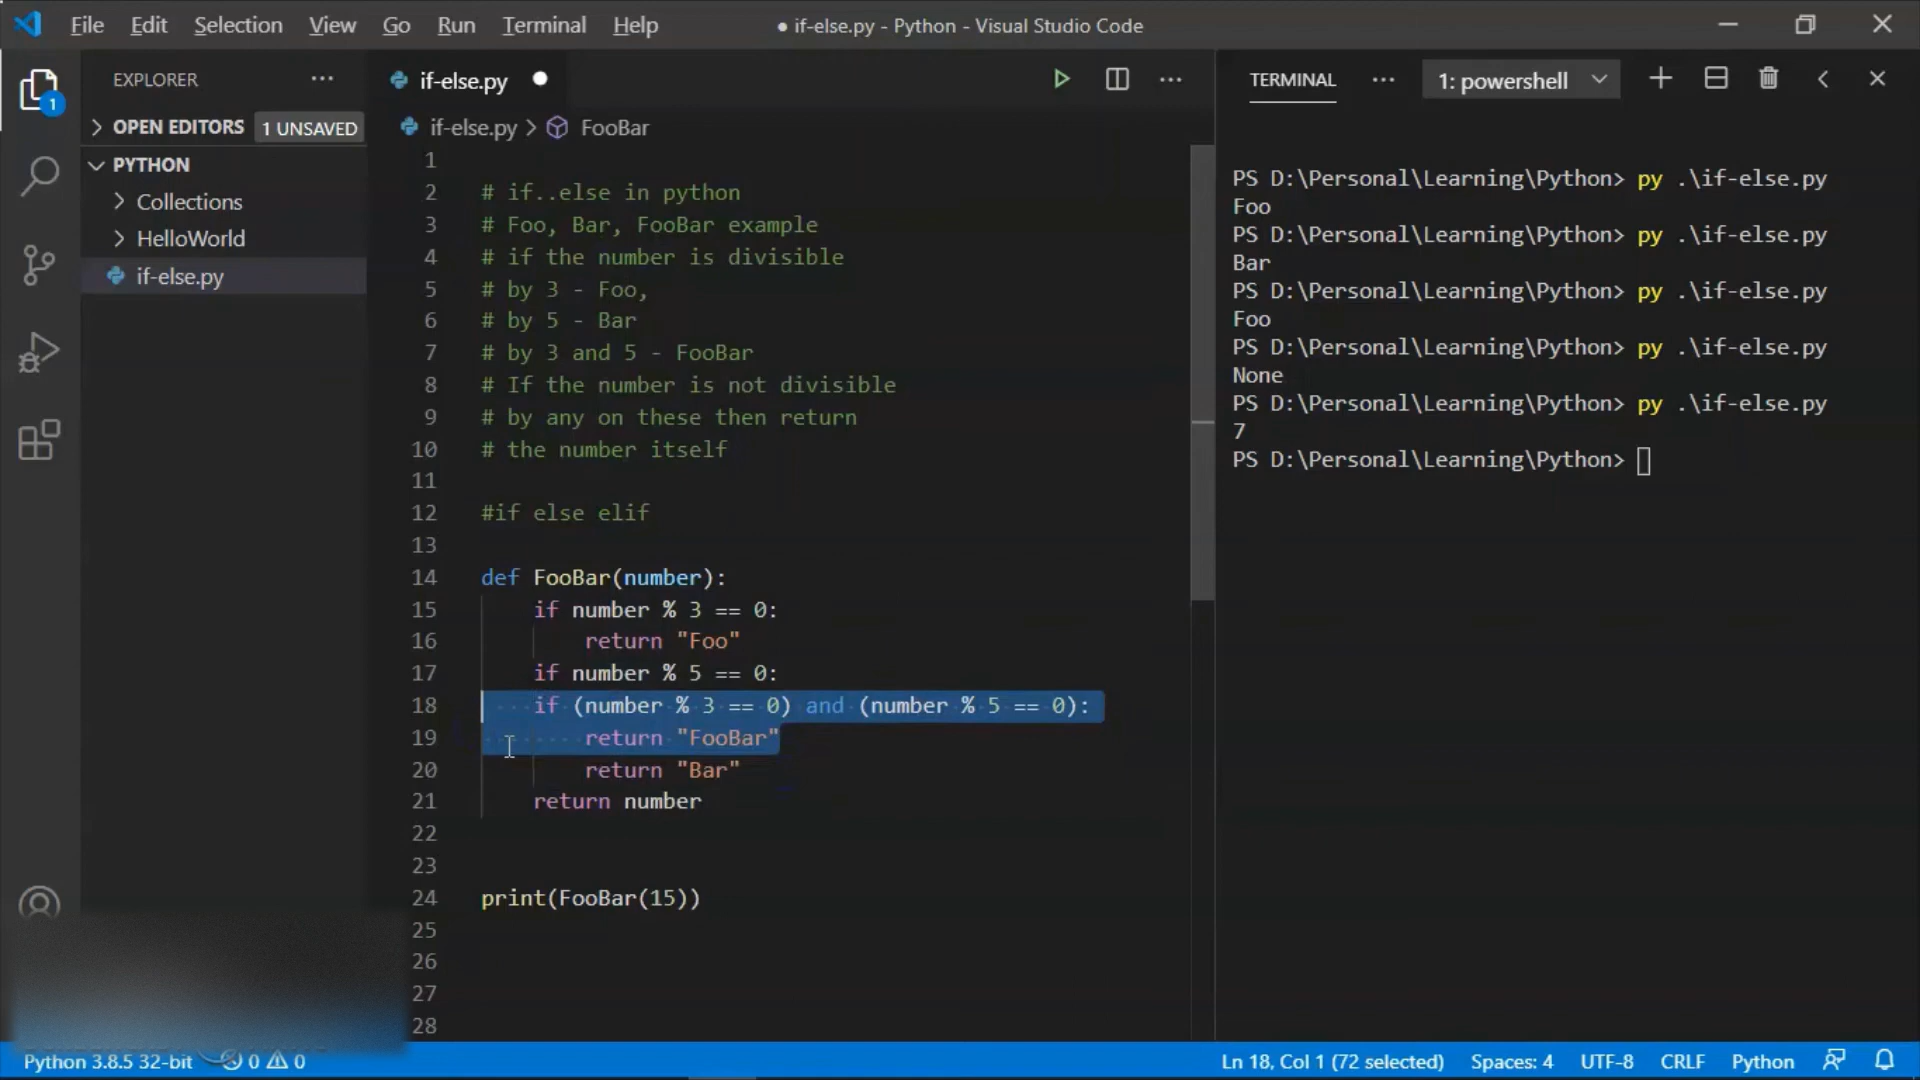 File Edit Selection View Go Run Terminal Help
● if-else.py - Python - Visual Studio Code
EXPLORER ···
OPEN EDITORS 1 UNSAVED
PYTHON
Collections
HelloWorld
if-else.py
1
if-else.py ●
if-else.py > FooBar
1
2 # if..else in python
3 # Foo, Bar, FooBar example
4 # if the number is divisible
5 # by 3 - Foo,
6 # by 5 - Bar
7 # by 3 and 5 - FooBar
8 # If the number is not divisible
9 # by any on these then return
10 # the number itself
11
12 #if else elif
13
14 def FooBar(number):
15 if number % 3 == 0:
16 return "Foo"
17 if number % 5 == 0:
18 if (number % 3 == 0) and (number % 5 == 0):
19 return "FooBar"
20 return "Bar"
21 return number
22
23
24 print(FooBar(15))
25
26
27
28
TERMINAL ··· 1: powershell
PS D:\Personal\Learning\Python> py .\if-else.py
Foo
PS D:\Personal\Learning\Python> py .\if-else.py
Bar
PS D:\Personal\Learning\Python> py .\if-else.py
Foo
PS D:\Personal\Learning\Python> py .\if-else.py
None
PS D:\Personal\Learning\Python> py .\if-else.py
7
PS D:\Personal\Learning\Python>
Python 3.8.5 32-bit 0 0 Ln 18, Col 1 (72 selected) Spaces: 4 UTF-8 CRLF Python